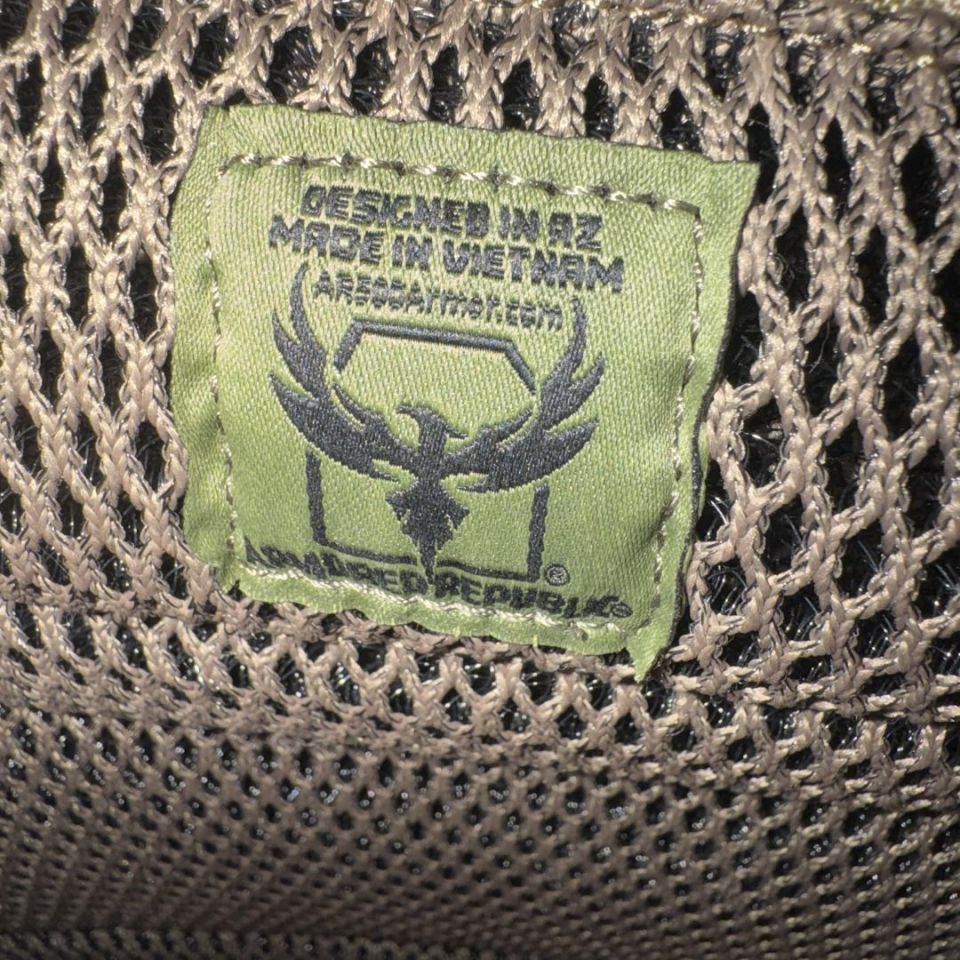 DESIGNED IN AZ
MADE IN VIETNAM
AR500Armor.com
®
ARMORED REPUBLIC®